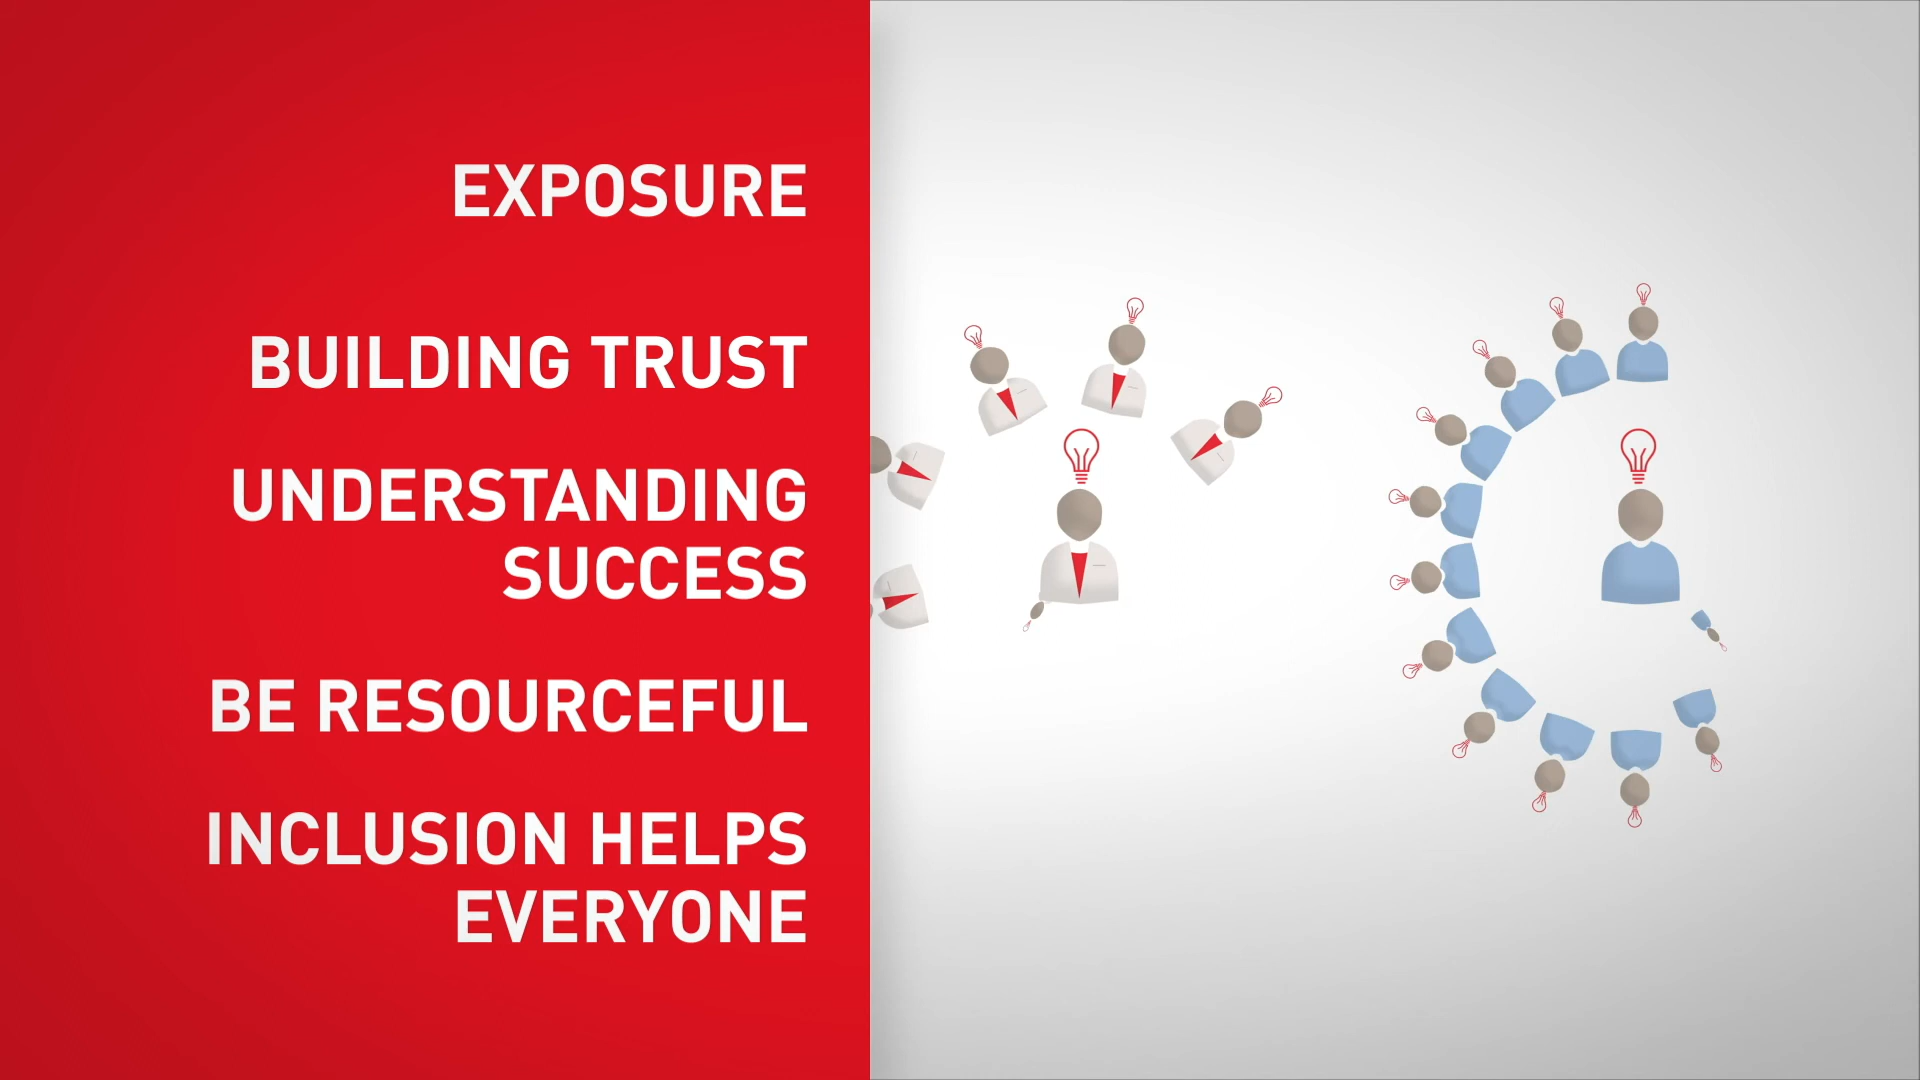 EXPOSURE
BUILDING TRUST
UNDERSTANDING
SUCCESS
BE RESOURCEFUL
INCLUSION HELPS
EVERYONE